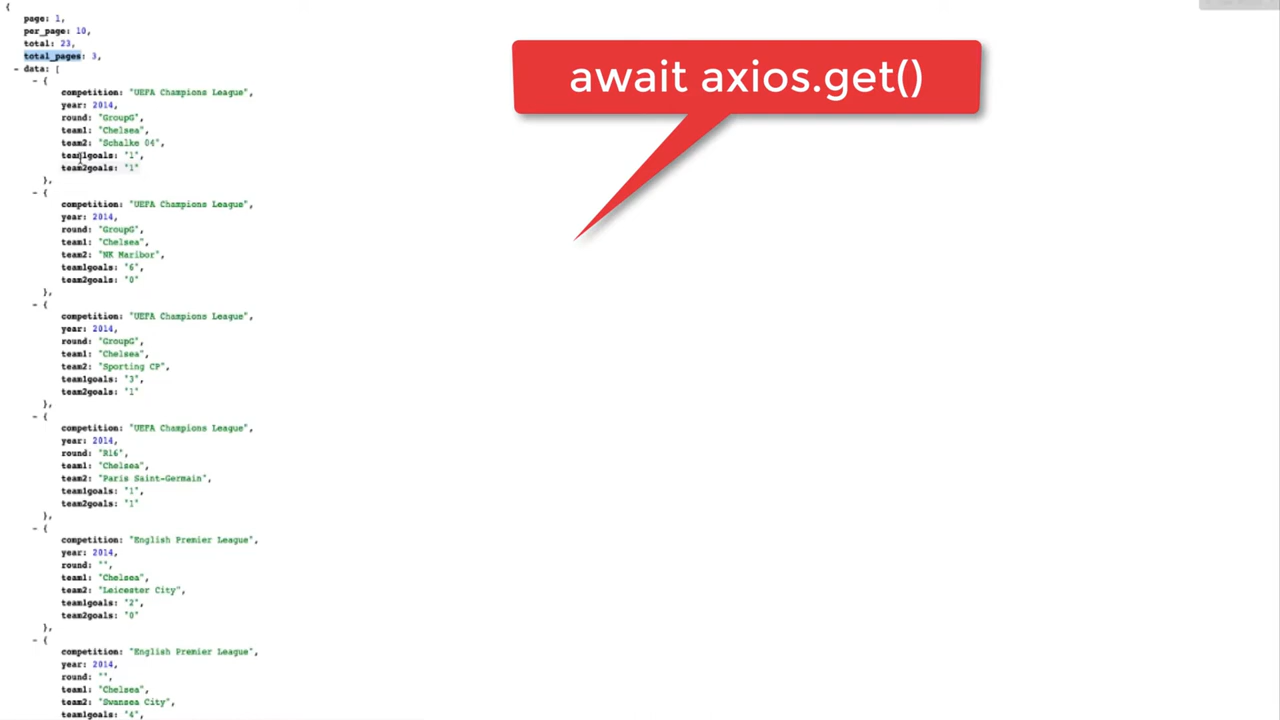 {
page: 1,
per_page: 10,
total: 23,
total_pages: 3,
- data: [
- {
competition: "UEFA Champions League",
year: 2014,
round: "GroupG",
team1: "Chelsea",
team2: "Schalke 04",
team1goals: "1",
team2goals: "1"
},
- {
competition: "UEFA Champions League",
year: 2014,
round: "GroupG",
team1: "Chelsea",
team2: "NK Maribor",
team1goals: "6",
team2goals: "0"
},
- {
competition: "UEFA Champions League",
year: 2014,
round: "GroupG",
team1: "Chelsea",
team2: "Sporting CP",
team1goals: "3",
team2goals: "1"
},
- {
competition: "UEFA Champions League",
year: 2014,
round: "R16",
team1: "Chelsea",
team2: "Paris Saint-Germain",
team1goals: "1",
team2goals: "1"
},
- {
competition: "English Premier League",
year: 2014,
round: "",
team1: "Chelsea",
team2: "Leicester City",
team1goals: "2",
team2goals: "0"
},
- {
competition: "English Premier League",
year: 2014,
round: "",
team1: "Chelsea",
team2: "Swansea City",
team1goals: "4",
await axios.get()